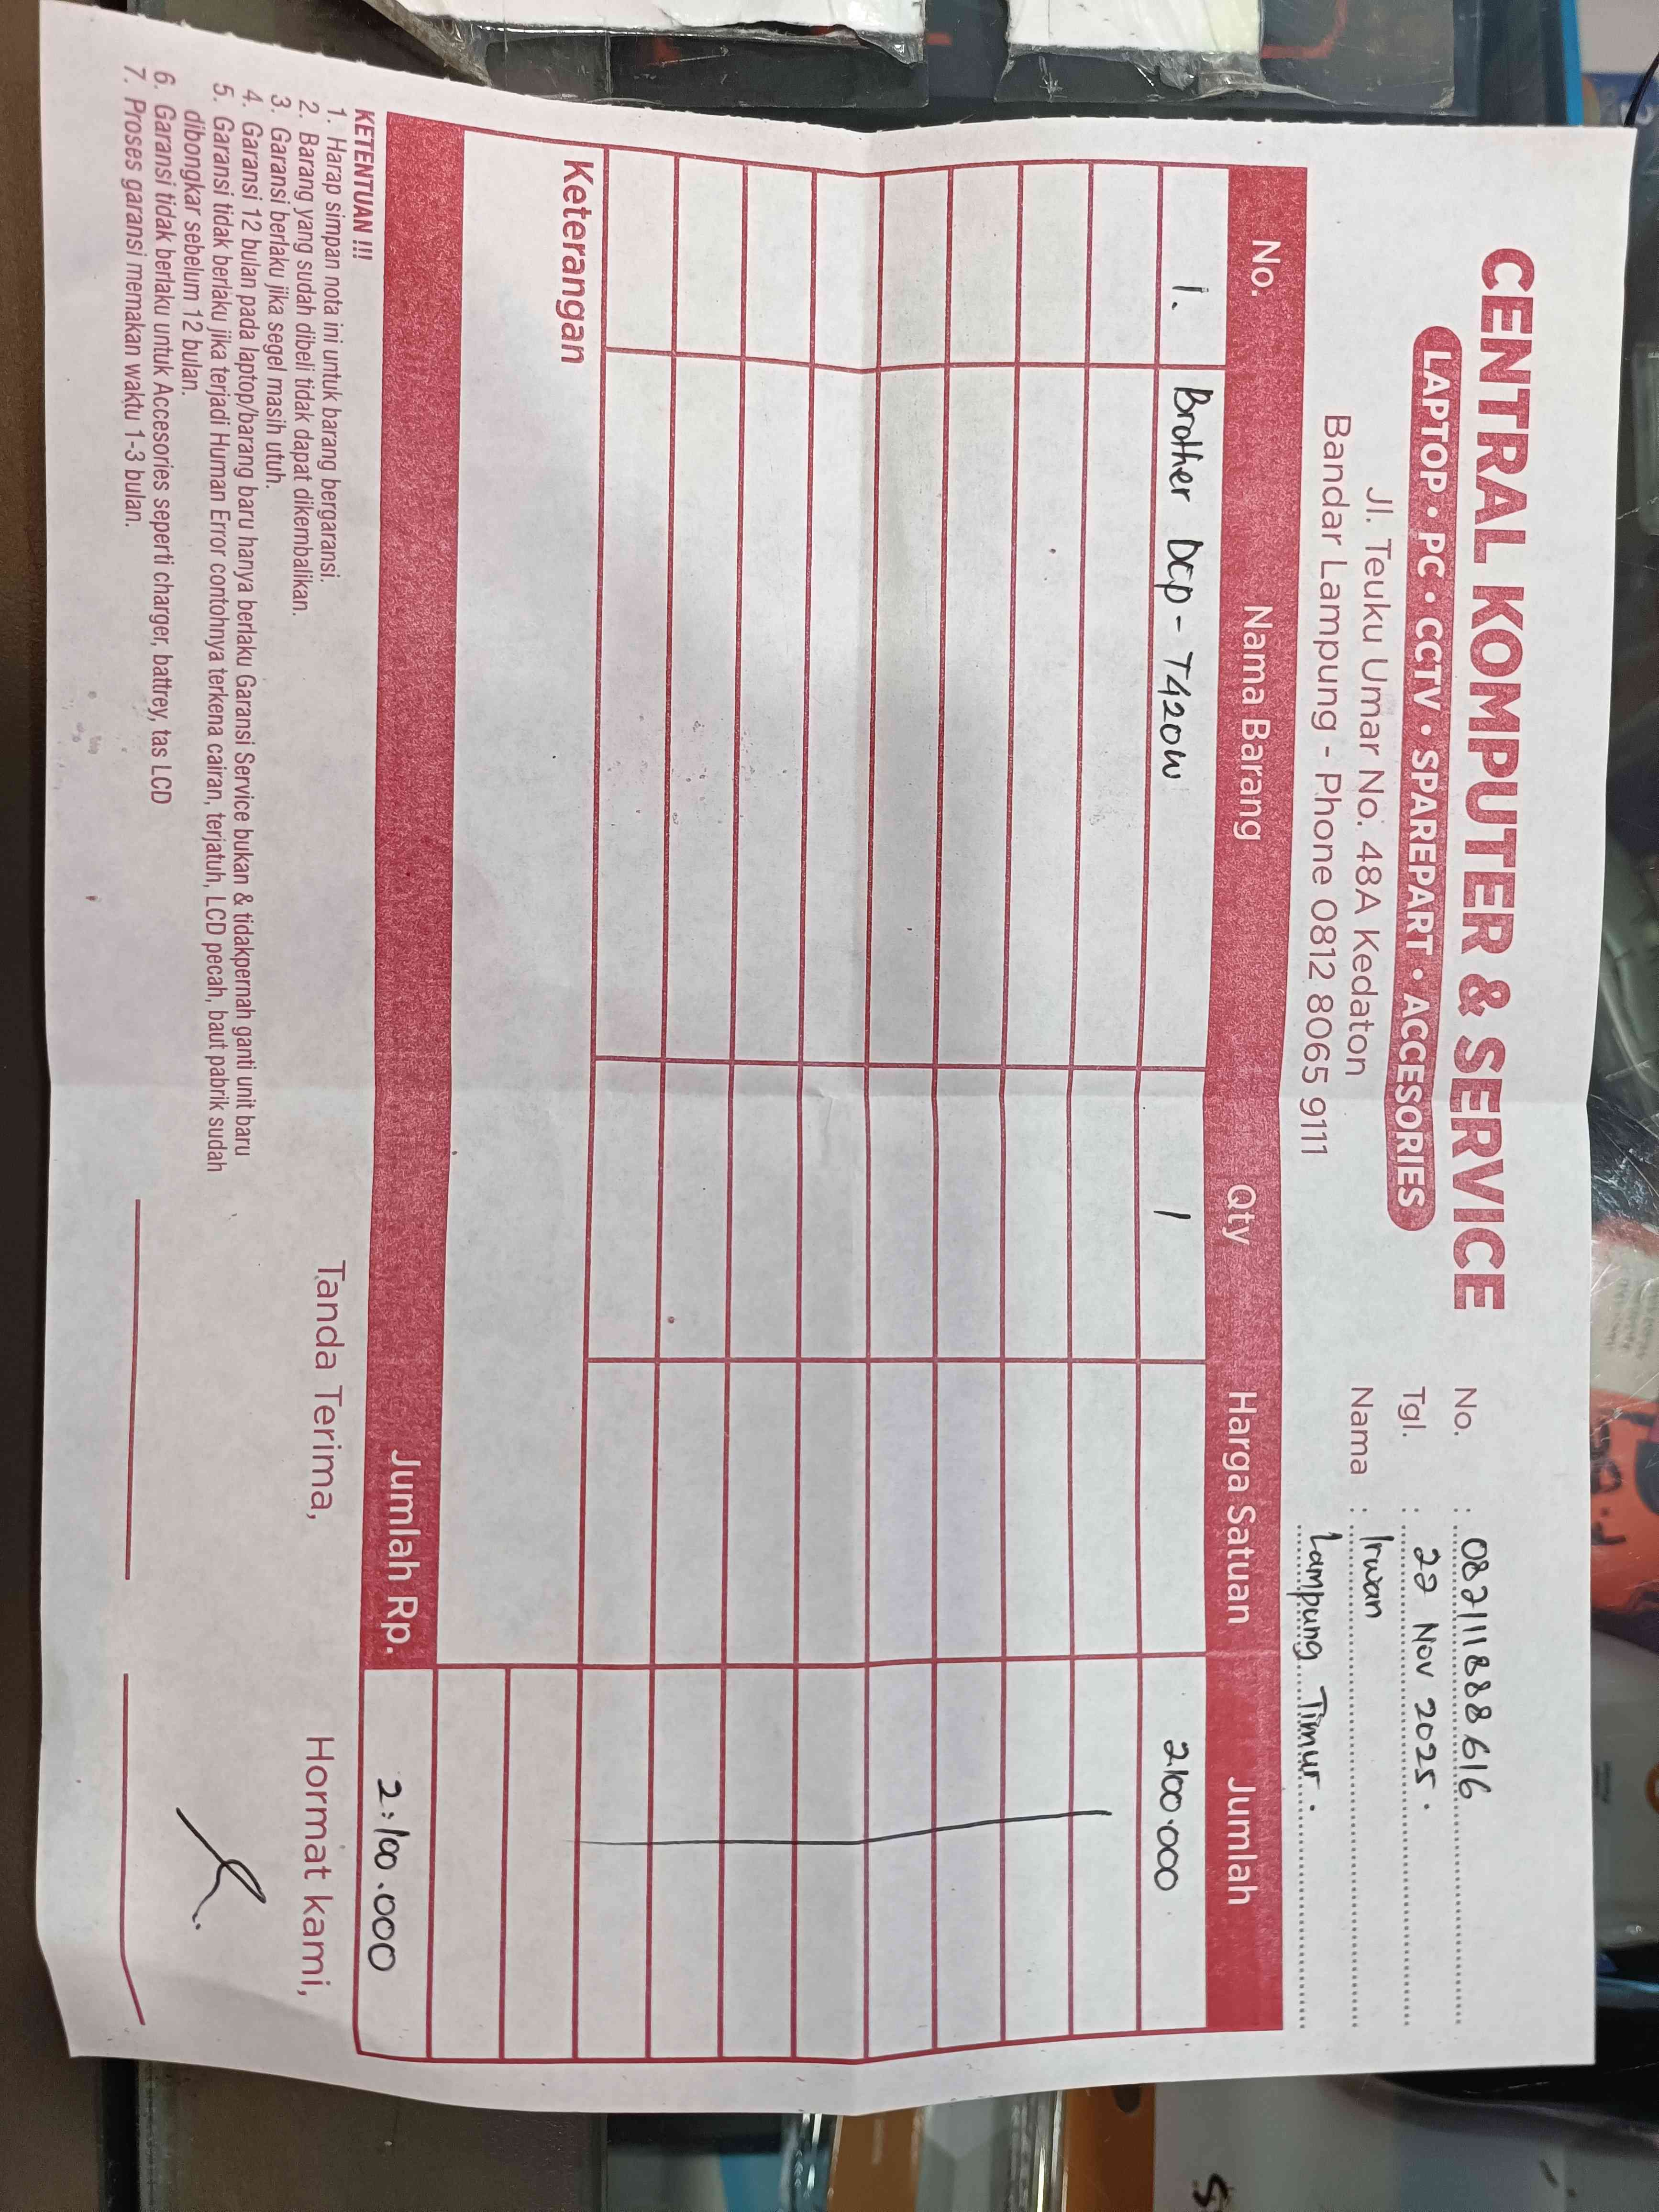 CENTRAL KOMPUTER & SERVICE
LAPTOP • PC • CCTV • SPAREPART • ACCESORIES
Jl. Teuku Umar No. 48A Kedaton
Bandar Lampung - Phone 0812 8065 9111
No. : 082111888616
Tgl. : 22 Nov 2025.
Nama : Irwan
Lampung Timur.
No. Nama Barang Qty Harga Satuan Jumlah
1. Brother DCP-T420W 1 2.100.000
Keterangan
Jumlah Rp. 2.100.000
KETENTUAN !!!
1. Harap simpan nota ini untuk barang bergaransi.
2. Barang yang sudah dibeli tidak dapat dikembalikan.
3. Garansi berlaku jika segel masih utuh.
4. Garansi 12 bulan pada laptop/barang baru hanya berlaku Garansi Service bukan & tidakpernah ganti unit baru
5. Garansi tidak berlaku jika terjadi Human Error contohnya terkena cairan, terjatuh, LCD pecah, baut pabrik sudah
dibongkar sebelum 12 bulan.
6. Garansi tidak berlaku untuk Accesories seperti charger, battrey, tas LCD
7. Proses garansi memakan waktu 1-3 bulan.
Tanda Terima,
Hormat kami,